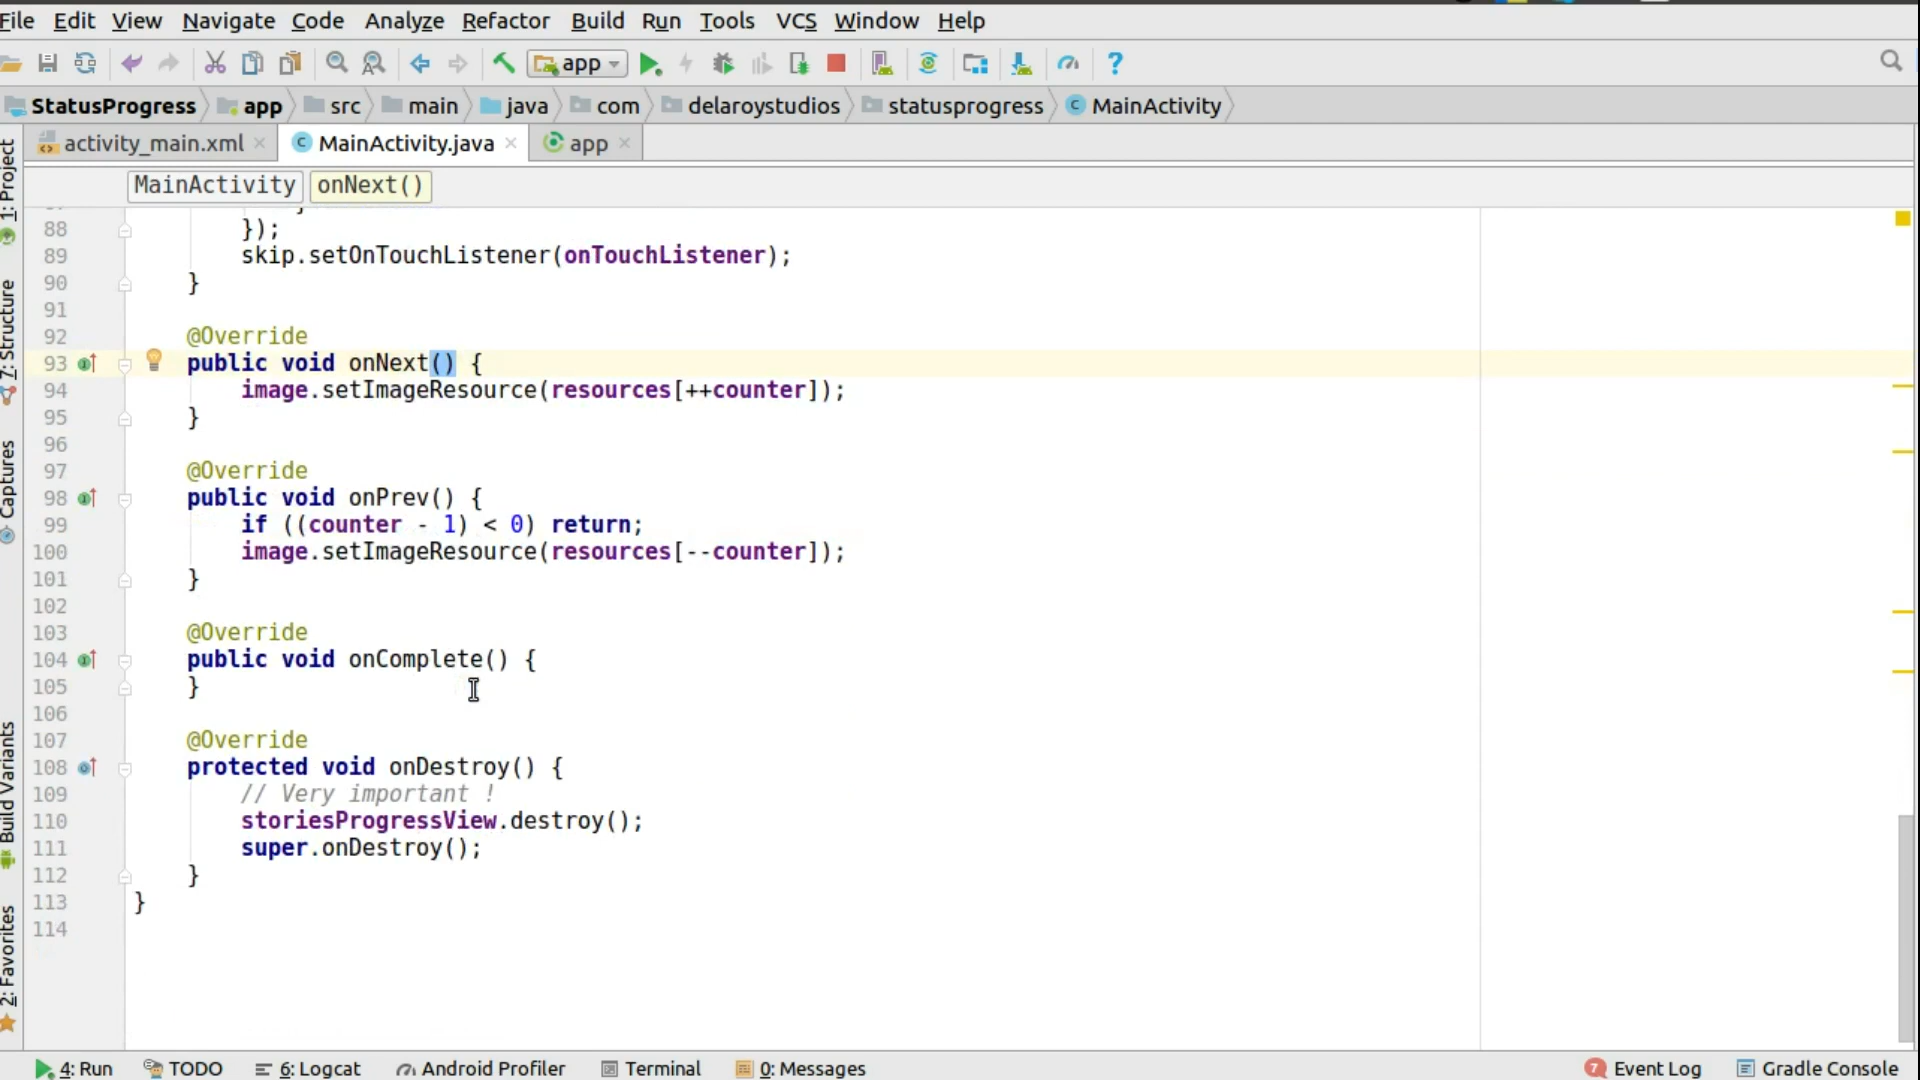 File Edit View Navigate Code Analyze Refactor Build Run Tools VCS Window Help
app
StatusProgress app src main java com delaroystudios statusprogress MainActivity
activity_main.xml MainActivity.java app
MainActivity onNext()
1: Project
7: Structure
Captures
Build Variants
2: Favorites
88 });
89 skip.setOnTouchListener(onTouchListener);
90 }
91
92 @Override
93 public void onNext() {
94 image.setImageResource(resources[++counter]);
95 }
96
97 @Override
98 public void onPrev() {
99 if ((counter - 1) < 0) return;
100 image.setImageResource(resources[--counter]);
101 }
102
103 @Override
104 public void onComplete() {
105 }
106
107 @Override
108 protected void onDestroy() {
109 // Very important !
110 storiesProgressView.destroy();
111 super.onDestroy();
112 }
113 }
114
4: Run TODO 6: Logcat Android Profiler Terminal 0: Messages 7 Event Log Gradle Console